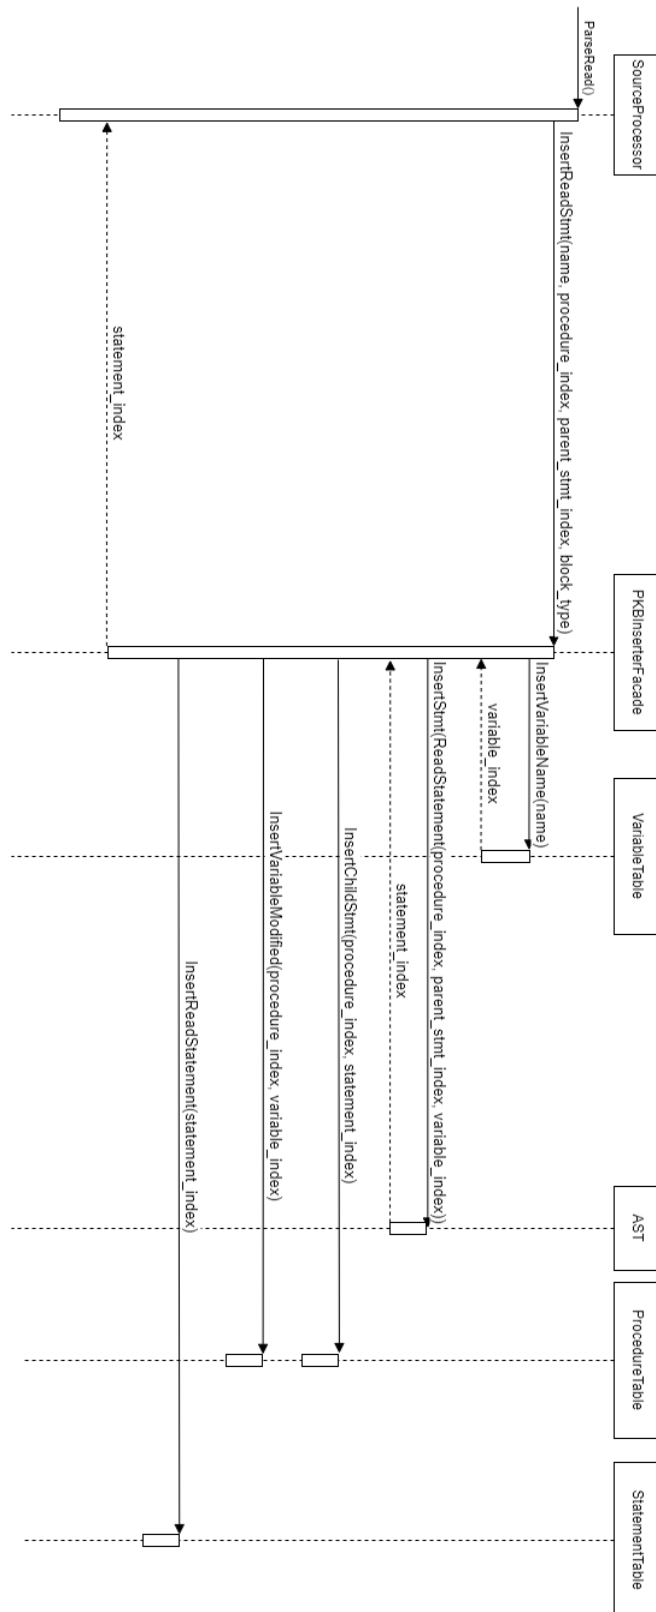 SourceProcessor
PKBInserterFacade
VariableTable
AST
ProcedureTable
StatementTable
ParseRead()
InsertReadStmt(name, procedure_index, parent_stmt_index, block_type)
InsertVariableName(name)
variable_index
InsertStmt(ReadStatement(procedure_index, parent_stmt_index, variable_index))
statement_index
InsertChildStmt(procedure_index, statement_index)
InsertVariableModified(procedure_index, variable_index)
InsertReadStatement(statement_index)
statement_index